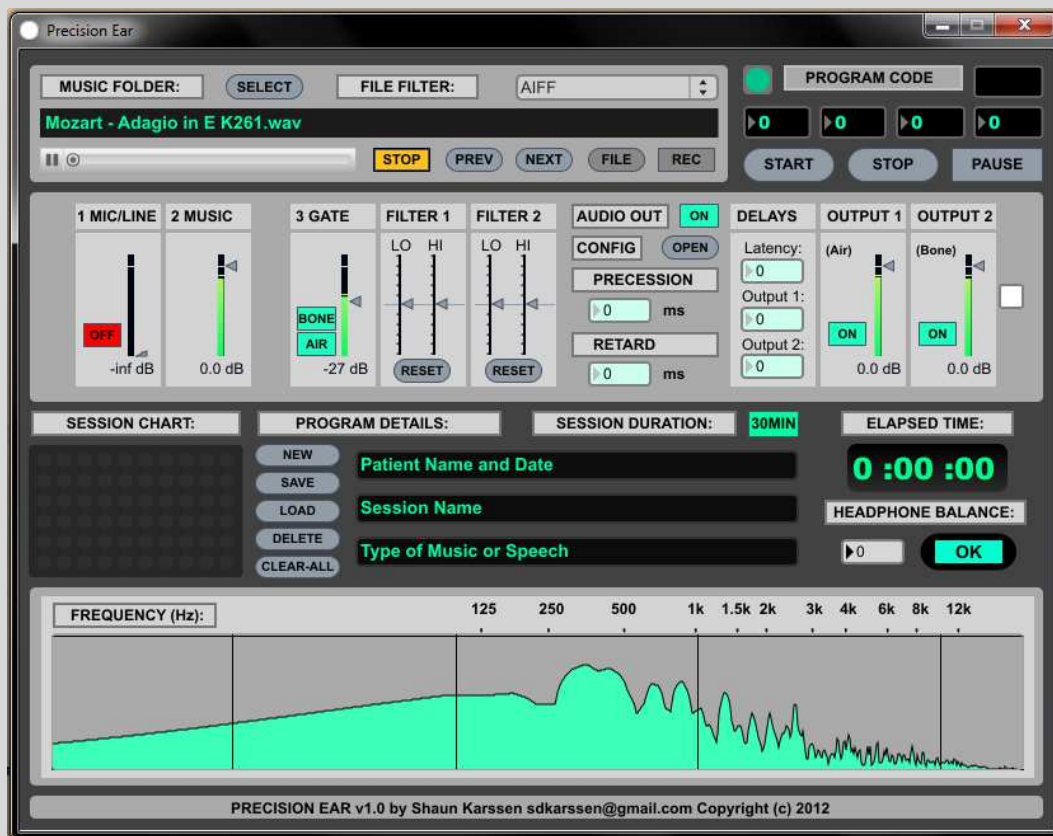 Precision Ear
MUSIC FOLDER: SELECT FILE FILTER: AIFF
PROGRAM CODE
Mozart - Adagio in E K261.wav
0 0 0 0
STOP PREV NEXT FILE REC
START STOP PAUSE
1 MIC/LINE 2 MUSIC 3 GATE FILTER 1 FILTER 2 AUDIO OUT ON DELAYS OUTPUT 1 OUTPUT 2
LO HI LO HI CONFIG OPEN Latency: (Air) (Bone)
0
PRECESSION
0 ms
Output 1:
0
OFF BONE ON ON
AIR
RETARD
Output 2:
-inf dB 0.0 dB -27 dB RESET RESET 0 ms 0 0.0 dB 0.0 dB
SESSION CHART: PROGRAM DETAILS: SESSION DURATION: 30MIN ELAPSED TIME:
NEW
SAVE
LOAD
DELETE
CLEAR-ALL
Patient Name and Date
Session Name
Type of Music or Speech
0 :00 :00
HEADPHONE BALANCE:
0 OK
FREQUENCY (Hz): 125 250 500 1k 1.5k 2k 3k 4k 6k 8k 12k
PRECISION EAR v1.0 by Shaun Karssen sdkarssen@gmail.com Copyright (c) 2012